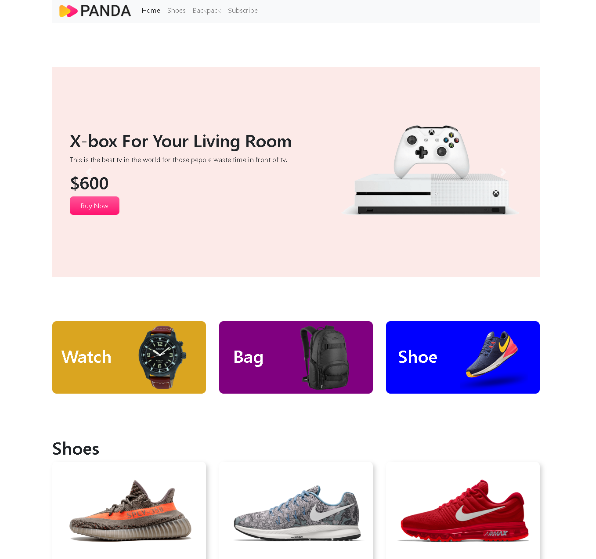 PANDA Home Shoes Backpack Subscribe
X-box For Your Living Room
This is the best tv in the world for those people waste time in front of tv.
$600
Buy Now
Watch
Bag
Shoe
Shoes